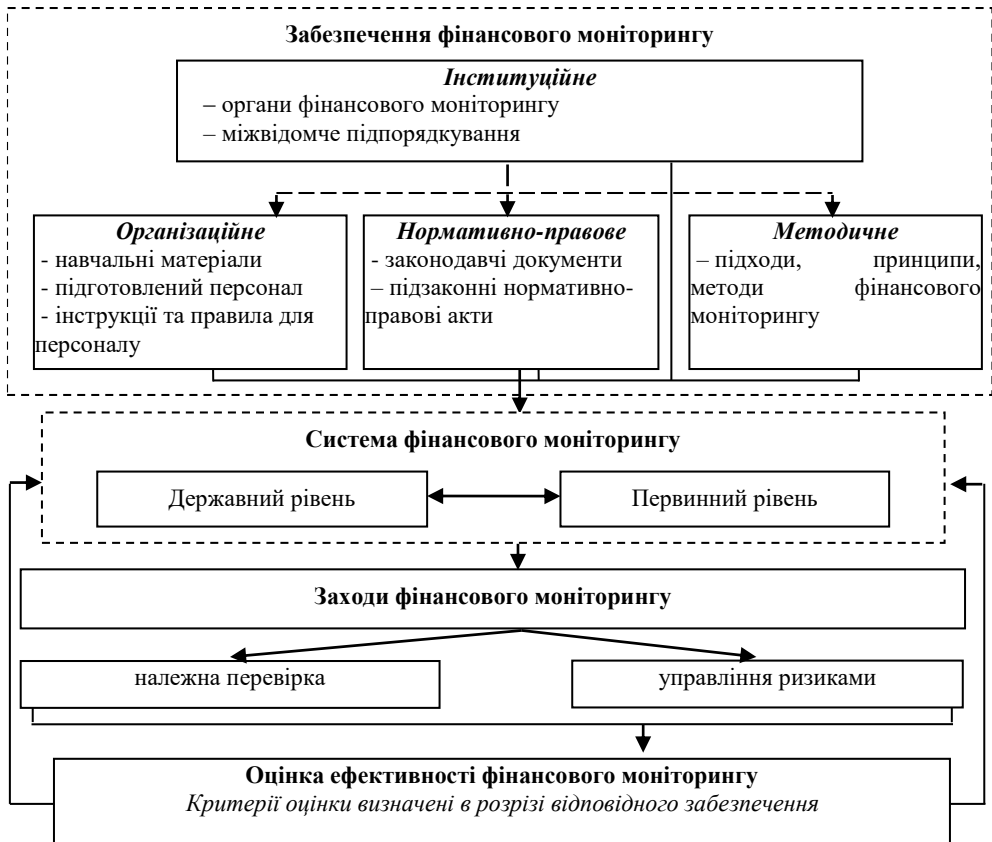 Забезпечення фінансового моніторингу
Інституційне
– органи фінансового моніторингу
– міжвідомче підпорядкування
Організаційне
- навчальні матеріали
- підготовлений персонал
- інструкції та правила для
персоналу
Нормативно-правове
- законодавчі документи
– підзаконні нормативно-
правові акти
Методичне
– підходи, принципи,
методи фінансового
моніторингу
Система фінансового моніторингу
Державний рівень
Первинний рівень
Заходи фінансового моніторингу
належна перевірка
управління ризиками
Оцінка ефективності фінансового моніторингу
Критерії оцінки визначені в розрізі відповідного забезпечення